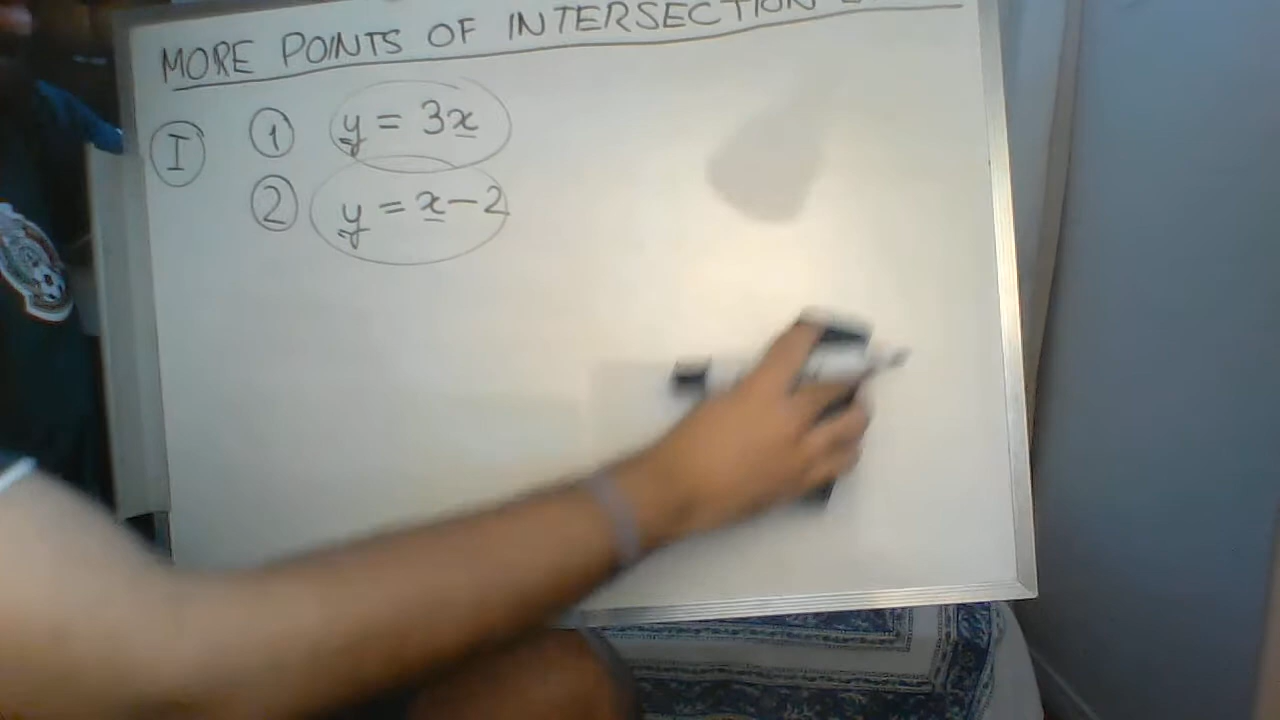 MORE POINTS OF INTERSECTION
I ① y = 3x
② y = x - 2